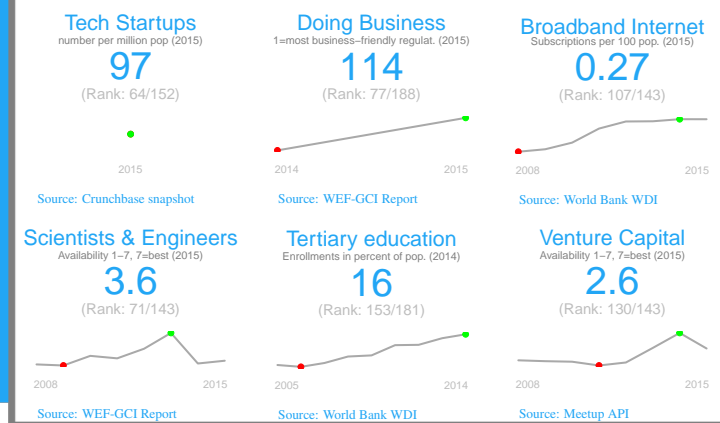 Tech Startups
number per million pop (2015)
97
(Rank: 64/152)
2015
Source: Crunchbase snapshot
Doing Business
1=most business−friendly regulat. (2015)
114
(Rank: 77/188)
2014 2015
Source: WEF-GCI Report
Broadband Internet
Subscriptions per 100 pop. (2015)
0.27
(Rank: 107/143)
2008 2015
Source: World Bank WDI
Scientists & Engineers
Availability 1−7, 7=best (2015)
3.6
(Rank: 71/143)
2008 2015
Source: WEF-GCI Report
Tertiary education
Enrollments in percent of pop. (2014)
16
(Rank: 153/181)
2005 2014
Source: World Bank WDI
Venture Capital
Availability 1−7, 7=best (2015)
2.6
(Rank: 130/143)
2008 2015
Source: Meetup API